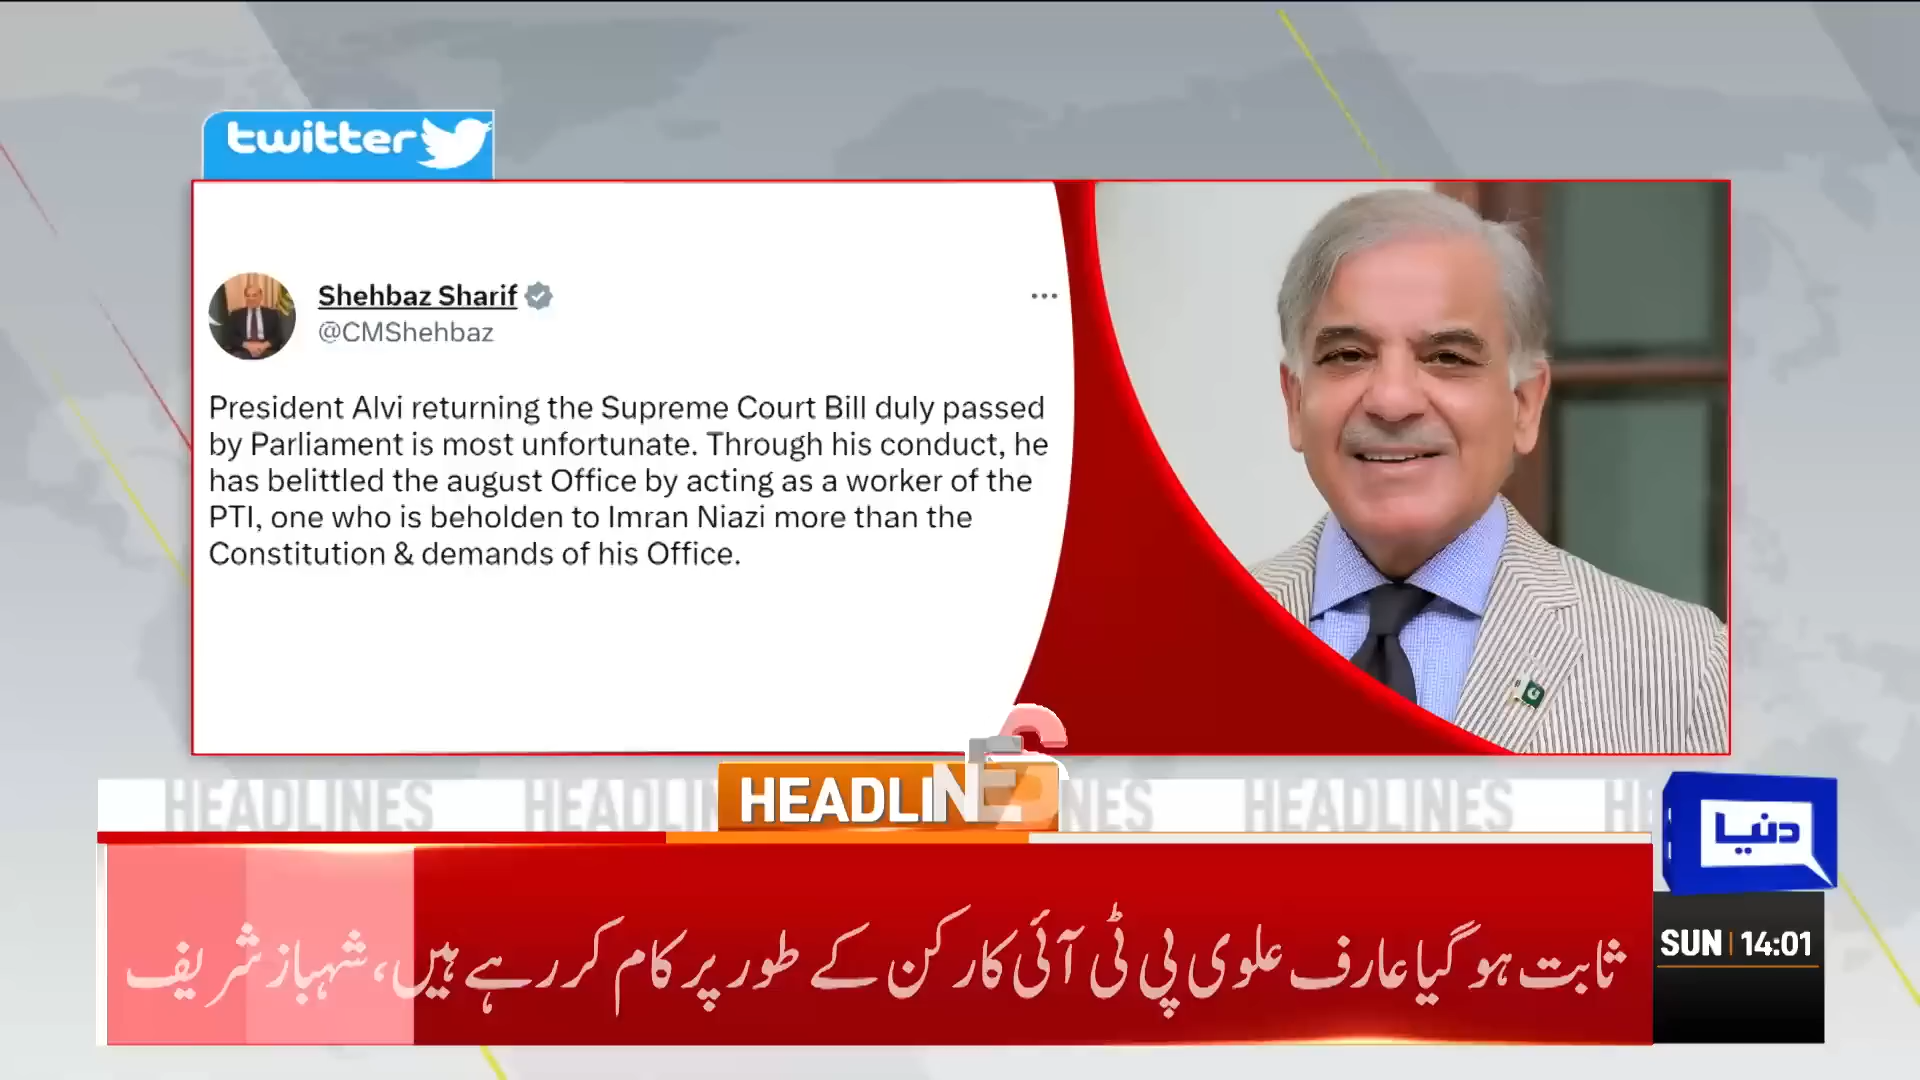 twitter
Shehbaz Sharif
@CMShehbaz
President Alvi returning the Supreme Court Bill duly passed
by Parliament is most unfortunate. Through his conduct, he
has belittled the august Office by acting as a worker of the
PTI, one who is beholden to Imran Niazi more than the
Constitution & demands of his Office.
HEADLINES HEADLINES HEADLINES
HEADLINES
دنیا
ثابت ہو گیا عارف علوی پی ٹی آئی کارکن کے طور پر کام کر رہے ہیں، شہباز شریف
SUN 14:01